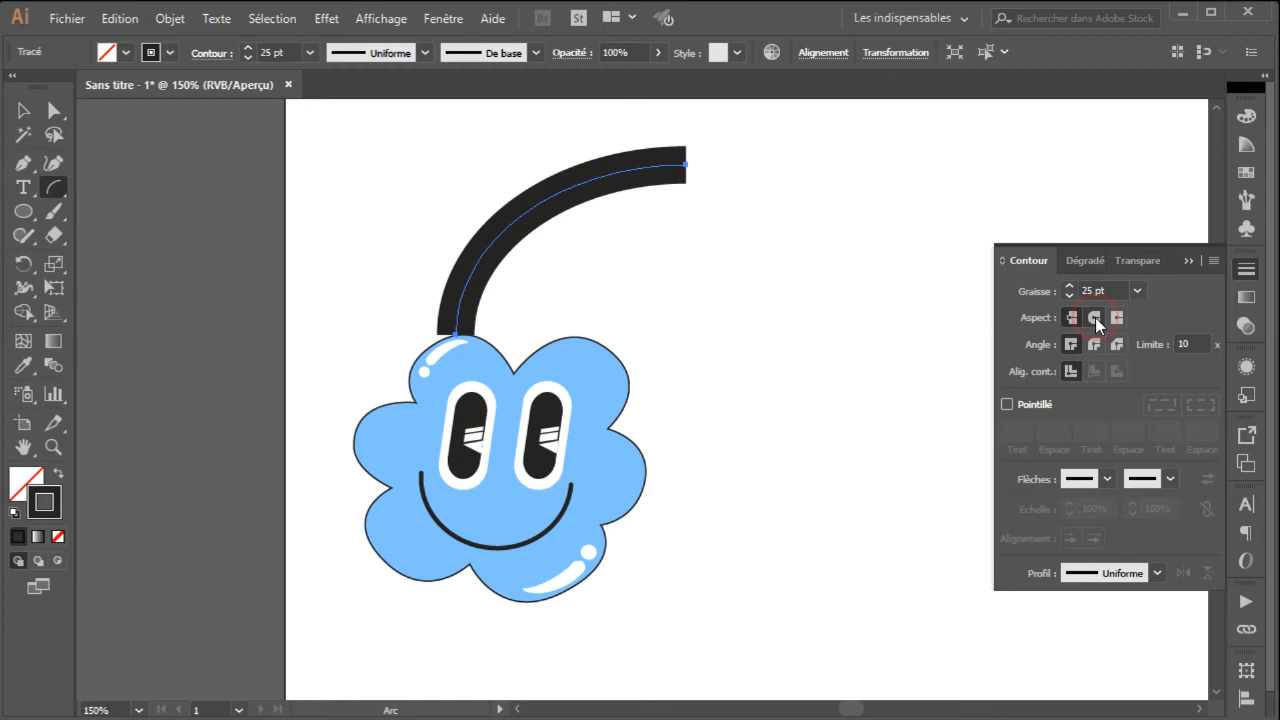 Ai Fichier Edition Objet Texte Sélection Effet Affichage Fenêtre Aide Br St Les indispensables Rechercher dans Adobe Stock
Tracé Contour : 25 pt Uniforme De base Opacité : 100% Style : Alignement Transformation
Sans titre - 1* @ 150% (RVB/Aperçu)
Contour Dégradé Transpare
Graisse : 25 pt
Aspect :
Angle : Limite : 10 x
Alig. cont.:
Pointillé
Tiret Espace Tiret Espace Tiret Espace
Flèches :
Echelle : 100% 100%
Alignement :
Profil : Uniforme
150% 1 Arc